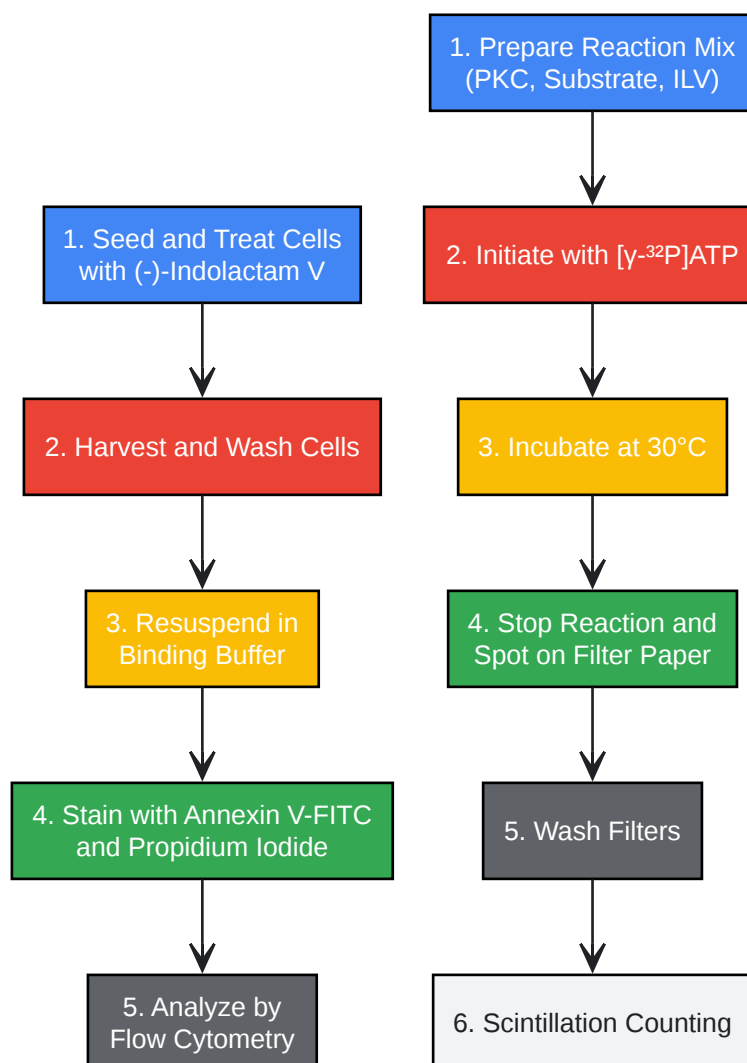 1. Seed and Treat Cells
with (-)-Indolactam V
2. Harvest and Wash Cells
3. Resuspend in
Binding Buffer
4. Stain with Annexin V-FITC
and Propidium Iodide
5. Analyze by
Flow Cytometry
1. Prepare Reaction Mix
(PKC, Substrate, ILV)
2. Initiate with [γ-³²P]ATP
3. Incubate at 30°C
4. Stop Reaction and
Spot on Filter Paper
5. Wash Filters
6. Scintillation Counting